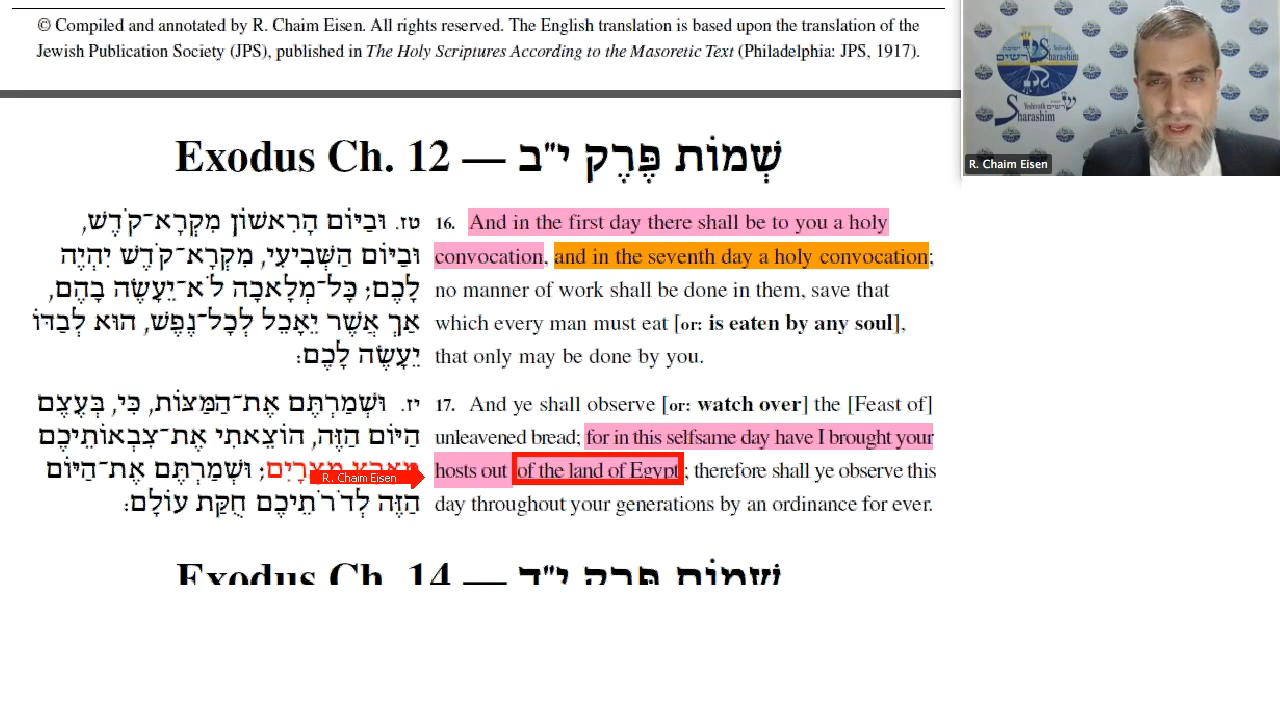 © Compiled and annotated by R. Chaim Eisen. All rights reserved. The English translation is based upon the translation of the
Jewish Publication Society (JPS), published in The Holy Scriptures According to the Masoretic Text (Philadelphia: JPS, 1917).
Exodus Ch. 12 — שְׁמוֹת פֶּרֶק י"ב
טז. וּבַיּוֹם הָרִאשׁוֹן מִקְרָא־קֹדֶשׁ,
וּבַיּוֹם הַשְּׁבִיעִי, מִקְרָא־קֹדֶשׁ יִהְיֶה
לָכֶם; כָּל־מְלָאכָה לֹא־יֵעָשֶׂה בָהֶם,
אַךְ אֲשֶׁר יֵאָכֵל לְכָל־נֶפֶשׁ, הוּא לְבַדּוֹ
יֵעָשֶׂה לָכֶם:
16. And in the first day there shall be to you a holy
convocation, and in the seventh day a holy convocation;
no manner of work shall be done in them, save that
which every man must eat [or: is eaten by any soul],
that only may be done by you.
יז. וּשְׁמַרְתֶּם אֶת־הַמַּצּוֹת, כִּי, בְּעֶצֶם
הַיּוֹם הַזֶּה, הוֹצֵאתִי אֶת־צִבְאוֹתֵיכֶם
מֵאֶרֶץ מִצְרָיִם; וּשְׁמַרְתֶּם אֶת־הַיּוֹם
הַזֶּה לְדֹרֹתֵיכֶם חֻקַּת עוֹלָם:
17. And ye shall observe [or: watch over] the [Feast of]
unleavened bread; for in this selfsame day have I brought your
hosts out of the land of Egypt; therefore shall ye observe this
day throughout your generations by an ordinance for ever.
R. Chaim Eisen
Exodus Ch. 14 — שְׁמוֹת פֶּרֶק י"ד
Yeshivath
Sharashim
Yeshivath
Sharashim
R. Chaim Eisen